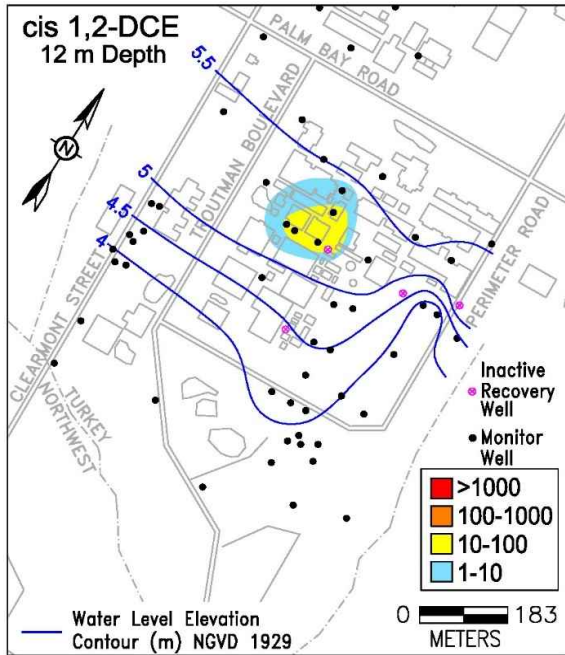 cis 1,2-DCE
12 m Depth
PALM BAY ROAD
5.5
TROUTMAN BOULEVARD
N
5
4.5
4
CLEARMONT STREET
PERIMETER ROAD
TURKEY
NORTHWEST
Inactive
Recovery
Well
Monitor
Well
>1000
100-1000
10-100
1-10
Water Level Elevation
Contour (m) NGVD 1929
0 183
METERS